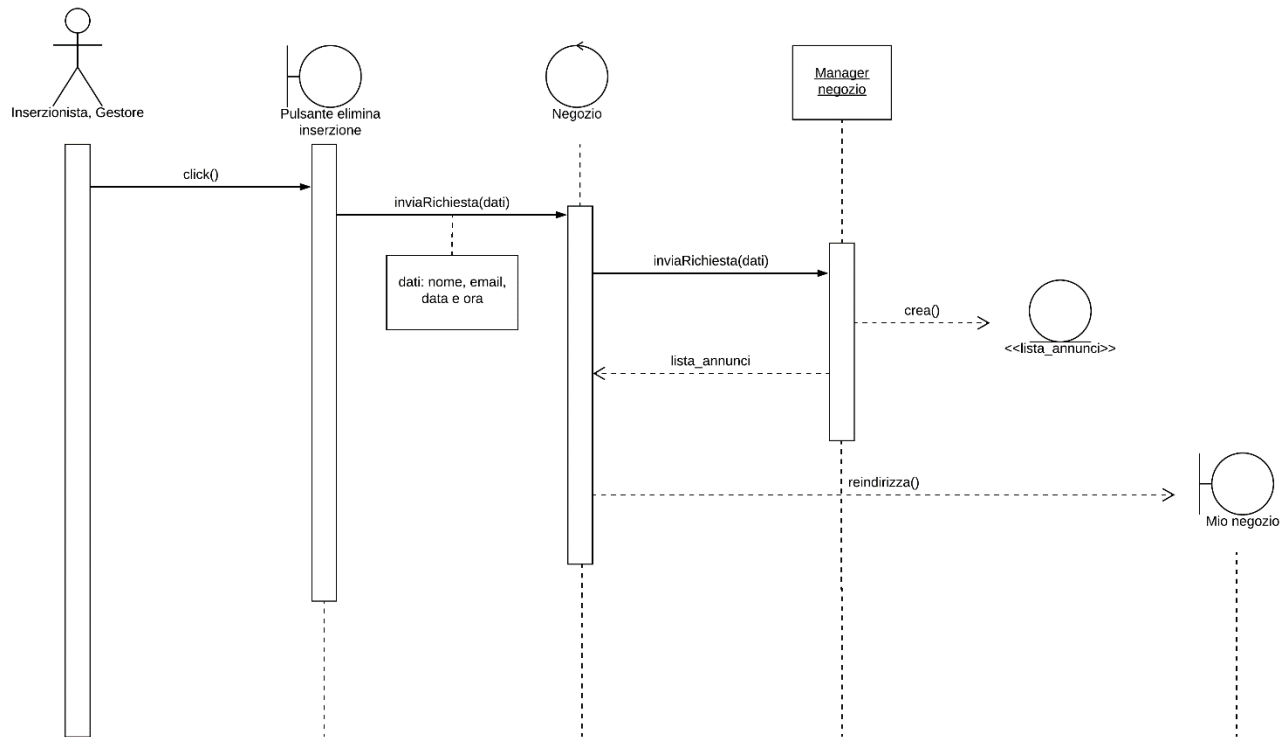 Inserzionista, Gestore
Pulsante elimina
inserzione
Negozio
Manager
negozio
click()
inviaRichiesta(dati)
dati: nome, email,
data e ora
inviaRichiesta(dati)
crea()
<<lista_annunci>>
lista_annunci
reindirizza()
Mio negozio